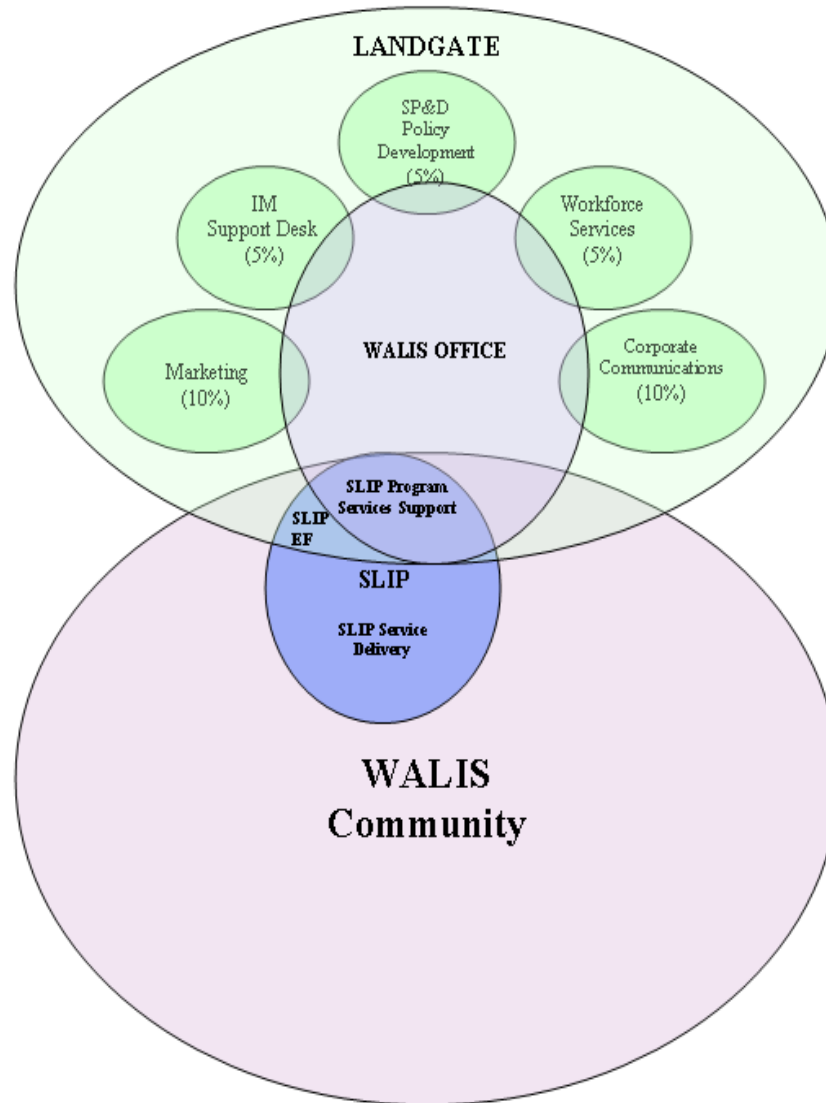 LANDGATE
SP&D
Policy
Development
(5%)
IM
Support Desk
(5%)
Workforce
Services
(5%)
WALIS OFFICE
Marketing
(10%)
Corporate
Communications
(10%)
SLIP Program
Services Support
SLIP
EF
SLIP
SLIP Service
Delivery
WALIS
Community